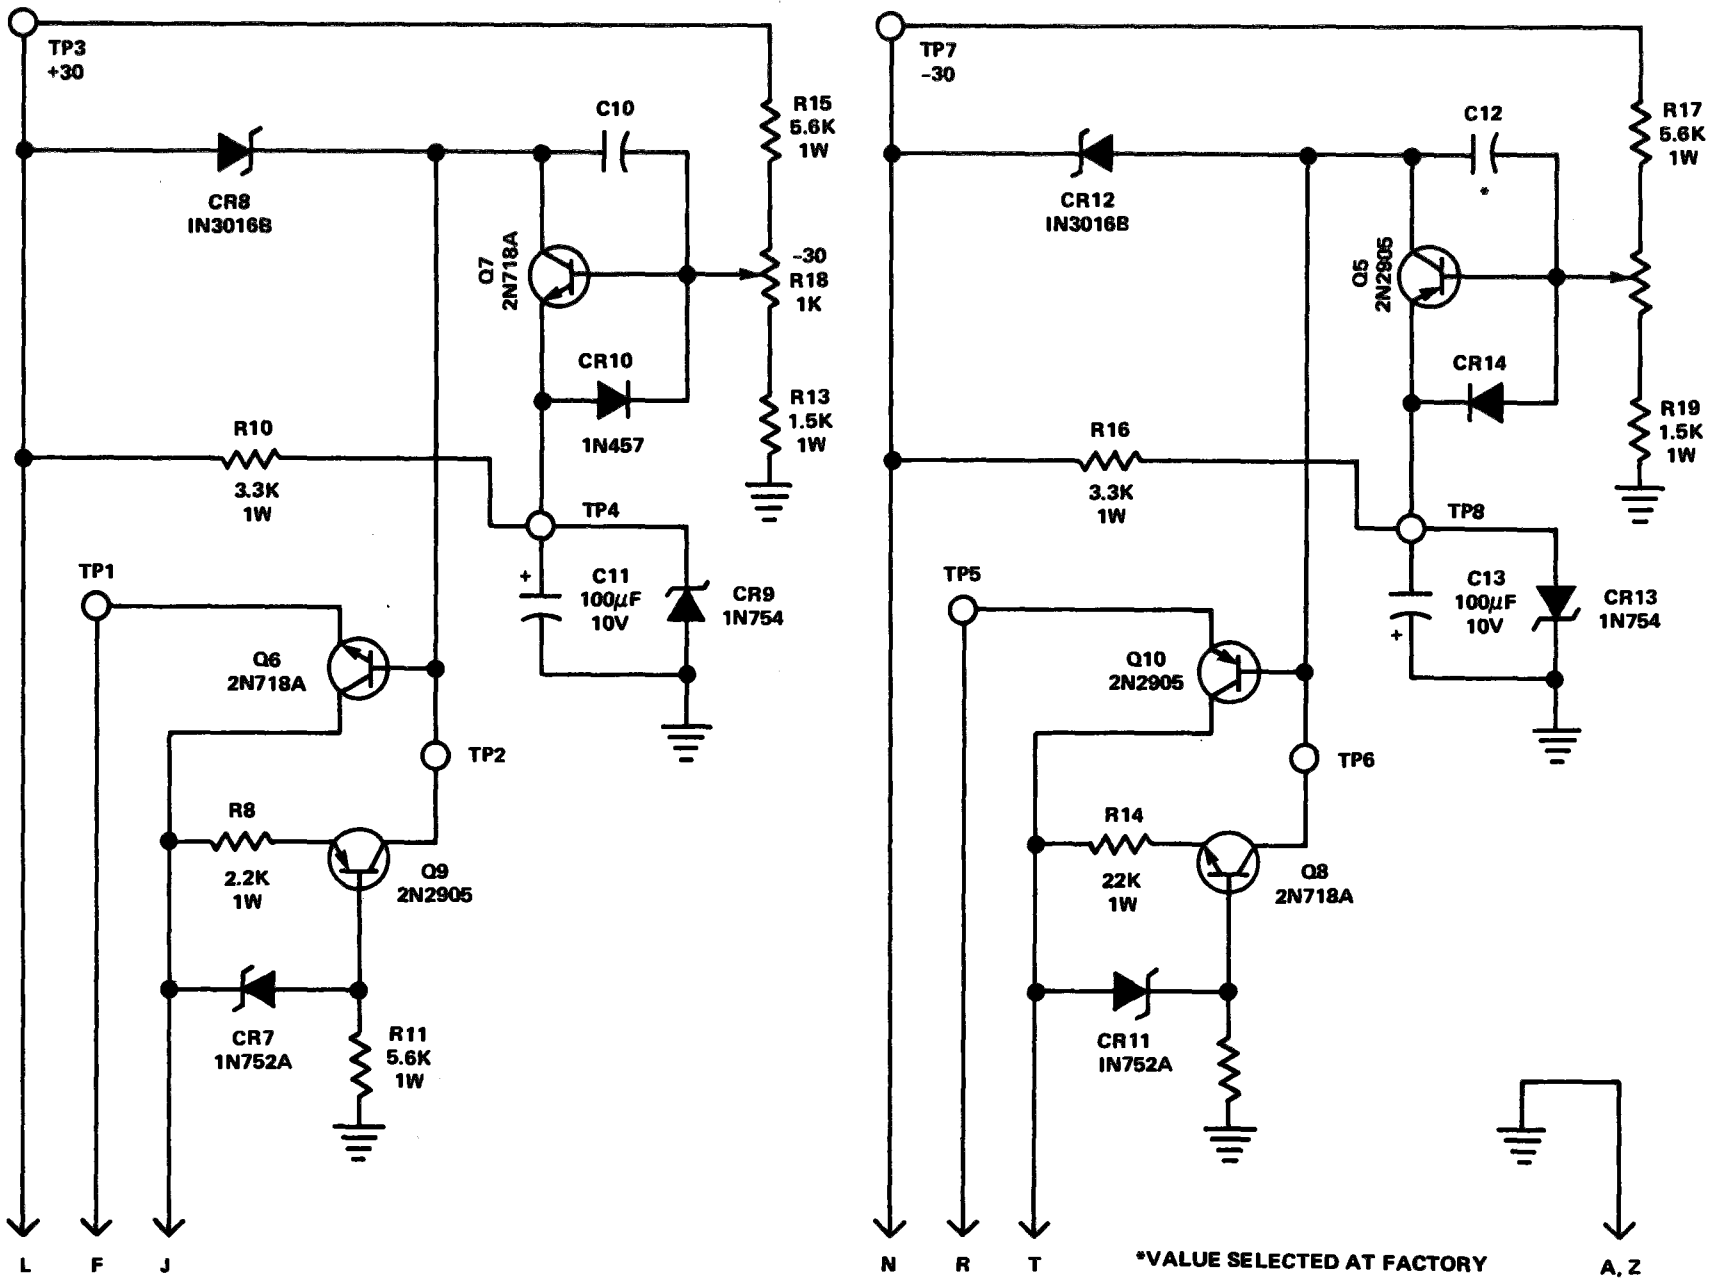 TP3
+30
TP7
–30
C10
R15
5.6K
1W
C12
*
R17
5.6K
1W
CR8
IN3016B
CR12
IN3016B
Q7
2N718A
–30
R18
1K
Q5
2N2905
CR10
1N457
CR14
R13
1.5K
1W
R19
1.5K
1W
R10
3.3K
1W
R16
3.3K
1W
TP4
TP8
TP1
TP5
+
C11
100μF
10V
CR9
1N754
C13
100μF
10V
+
CR13
1N754
Q6
2N718A
Q10
2N2905
TP2
TP6
R8
2.2K
1W
Q9
2N2905
R14
22K
1W
Q8
2N718A
CR7
1N752A
R11
5.6K
1W
CR11
IN752A
L F J
N R T
*VALUE SELECTED AT FACTORY
A, Z